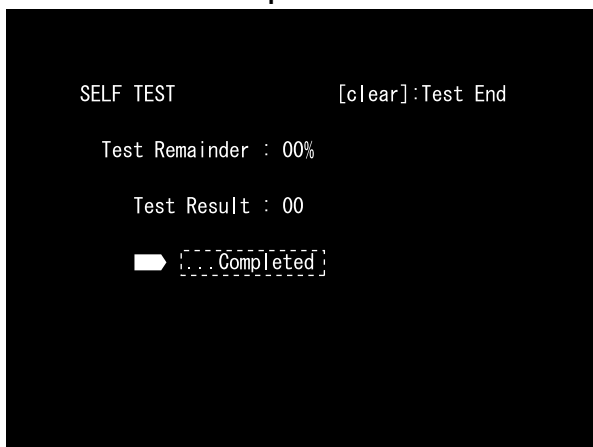 SELF TEST [clear]:Test End
Test Remainder : 00%
Test Result : 00
...Completed